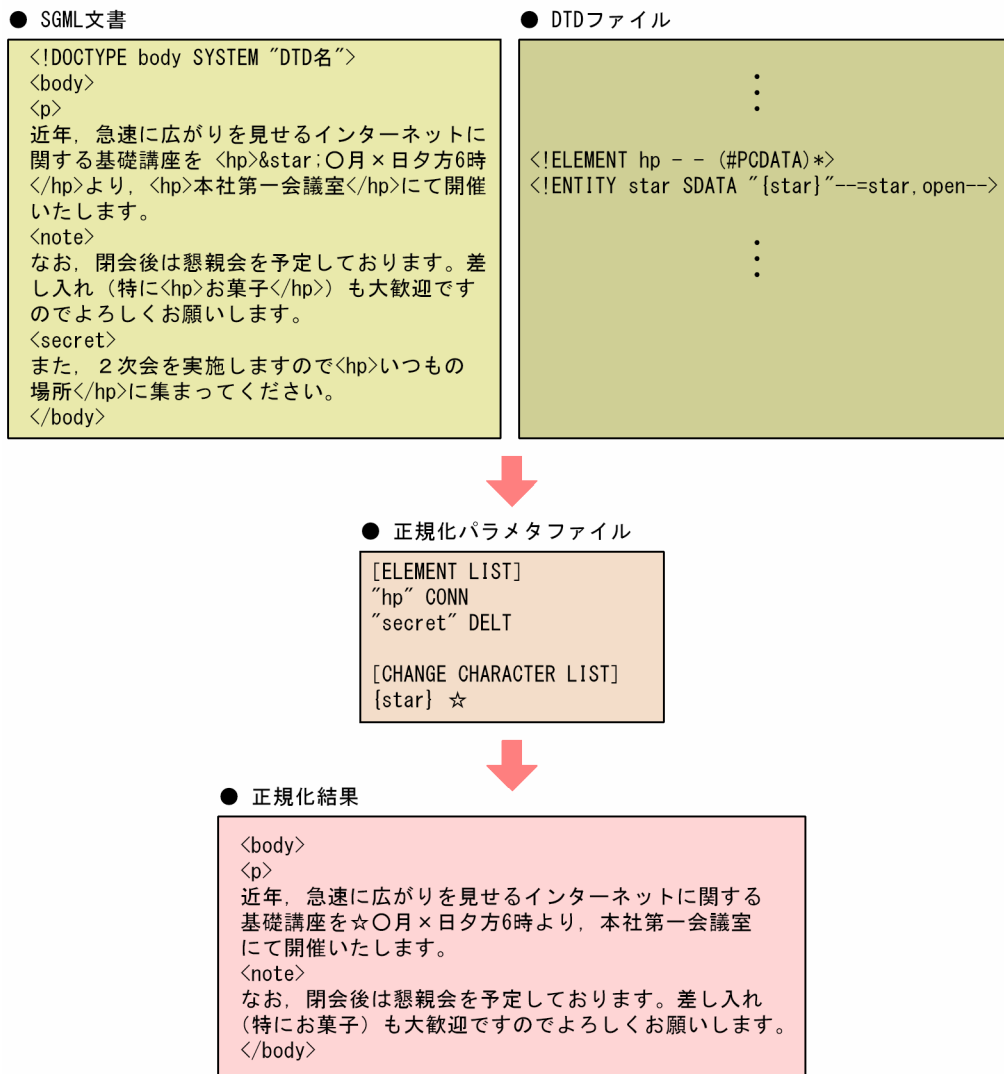 ● SGML文書
<!DOCTYPE body SYSTEM ″DTD名″>
<body>
<p>
近年，急速に広がりを見せるインターネットに
関する基礎講座を <hp>&star;〇月×日夕方6時
</hp>より，<hp>本社第一会議室</hp>にて開催
いたします。
<note>
なお，閉会後は懇親会を予定しております。差
し入れ（特に<hp>お菓子</hp>）も大歓迎です
のでよろしくお願いします。
<secret>
また，２次会を実施しますので<hp>いつもの
場所</hp>に集まってください。
</body>
● DTDファイル
<!ELEMENT hp - - (#PCDATA)*>
<!ENTITY star SDATA ″{star}″--=star,open-->
● 正規化パラメタファイル
[ELEMENT LIST]
″hp″ CONN
″secret″ DELT
[CHANGE CHARACTER LIST]
{star} ☆
● 正規化結果
<body>
<p>
近年，急速に広がりを見せるインターネットに関する
基礎講座を☆〇月×日夕方6時より，本社第一会議室
にて開催いたします。
<note>
なお，閉会後は懇親会を予定しております。差し入れ
（特にお菓子）も大歓迎ですのでよろしくお願いします。
</body>